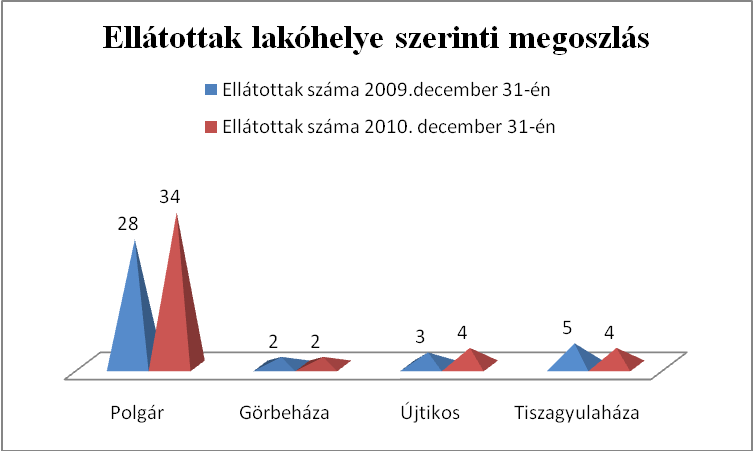 Ellátottak lakóhelye szerinti megoszlás
Ellátottak száma 2009.december 31-én
Ellátottak száma 2010. december 31-én
28
34
2
2
3
4
5
4
Polgár
Görbeháza
Újtikos
Tiszagyulaháza